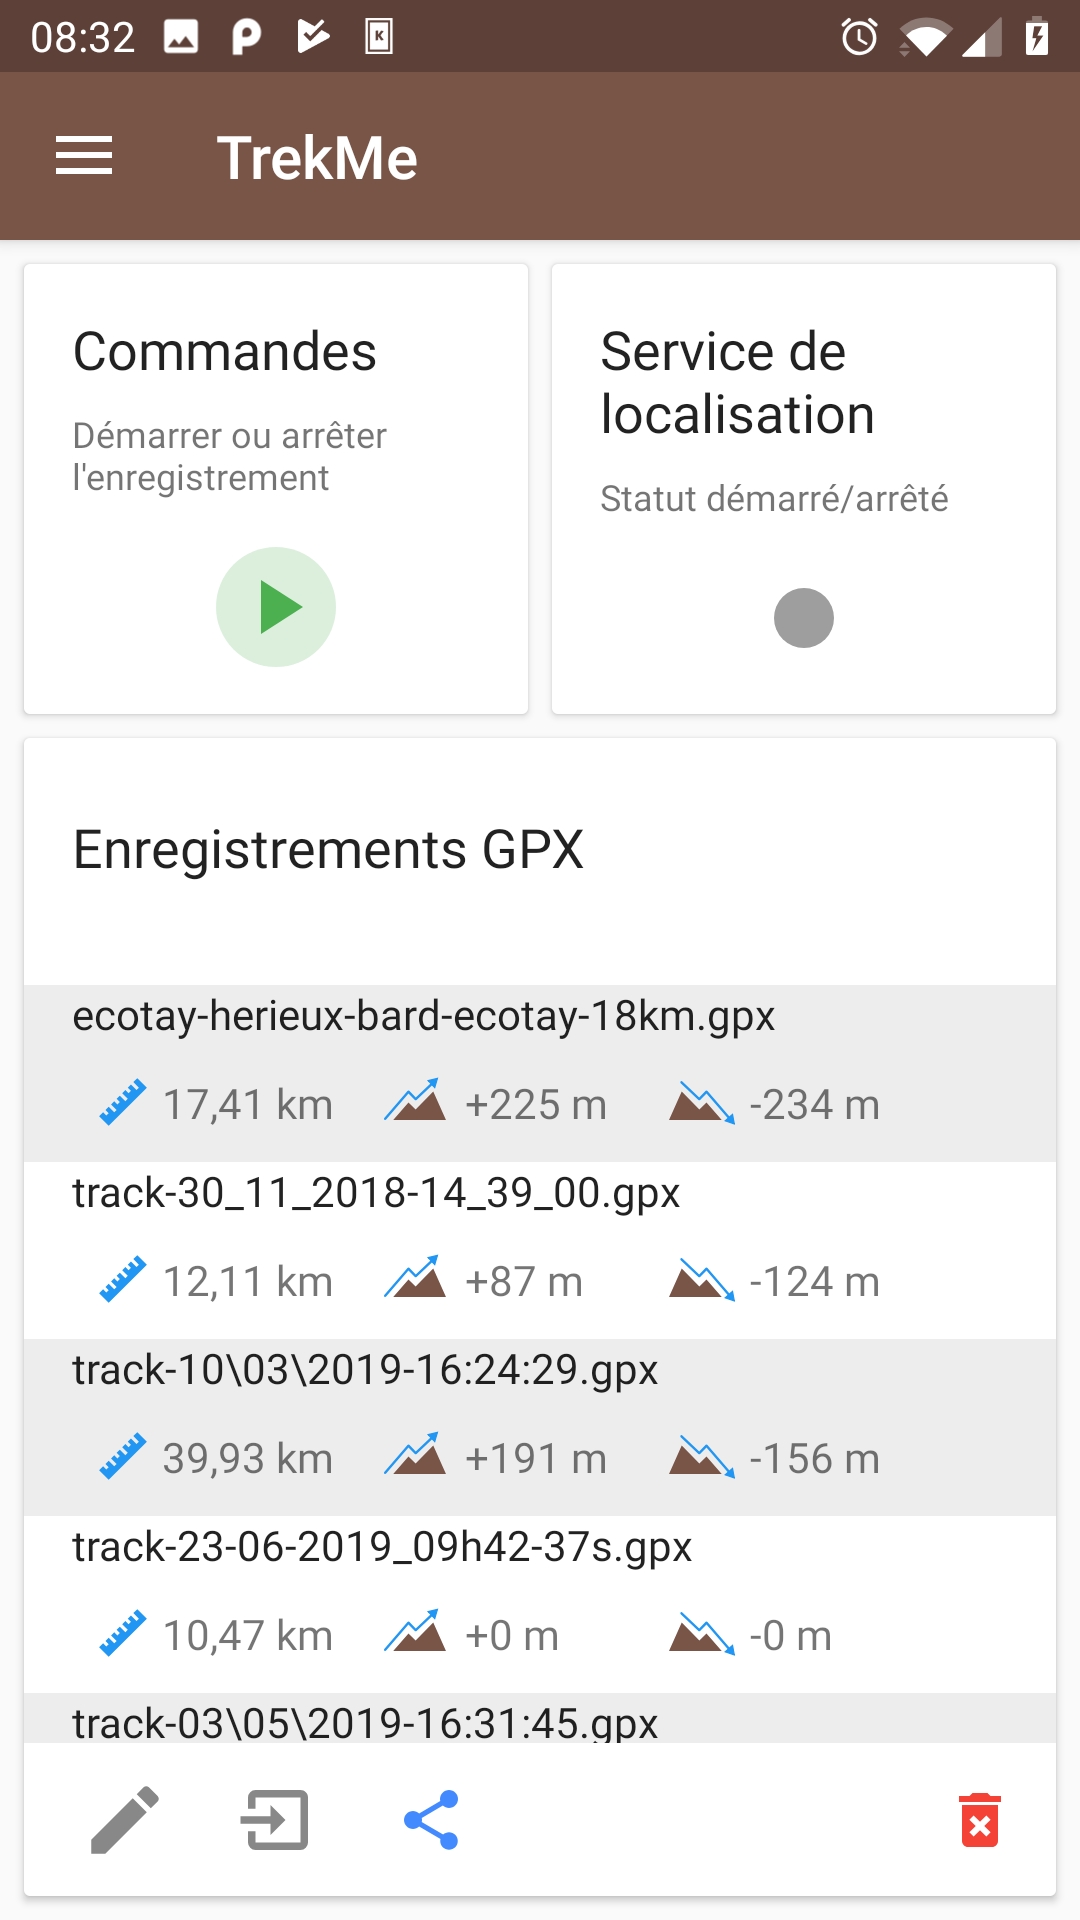 08:32
TrekMe
Commandes
Démarrer ou arrêter
l'enregistrement
Service de
localisation
Statut démarré/arrêté
Enregistrements GPX
ecotay-herieux-bard-ecotay-18km.gpx
17,41 km +225 m -234 m
track-30_11_2018-14_39_00.gpx
12,11 km +87 m -124 m
track-10\03\2019-16:24:29.gpx
39,93 km +191 m -156 m
track-23-06-2019_09h42-37s.gpx
10,47 km +0 m -0 m
track-03\05\2019-16:31:45.gpx